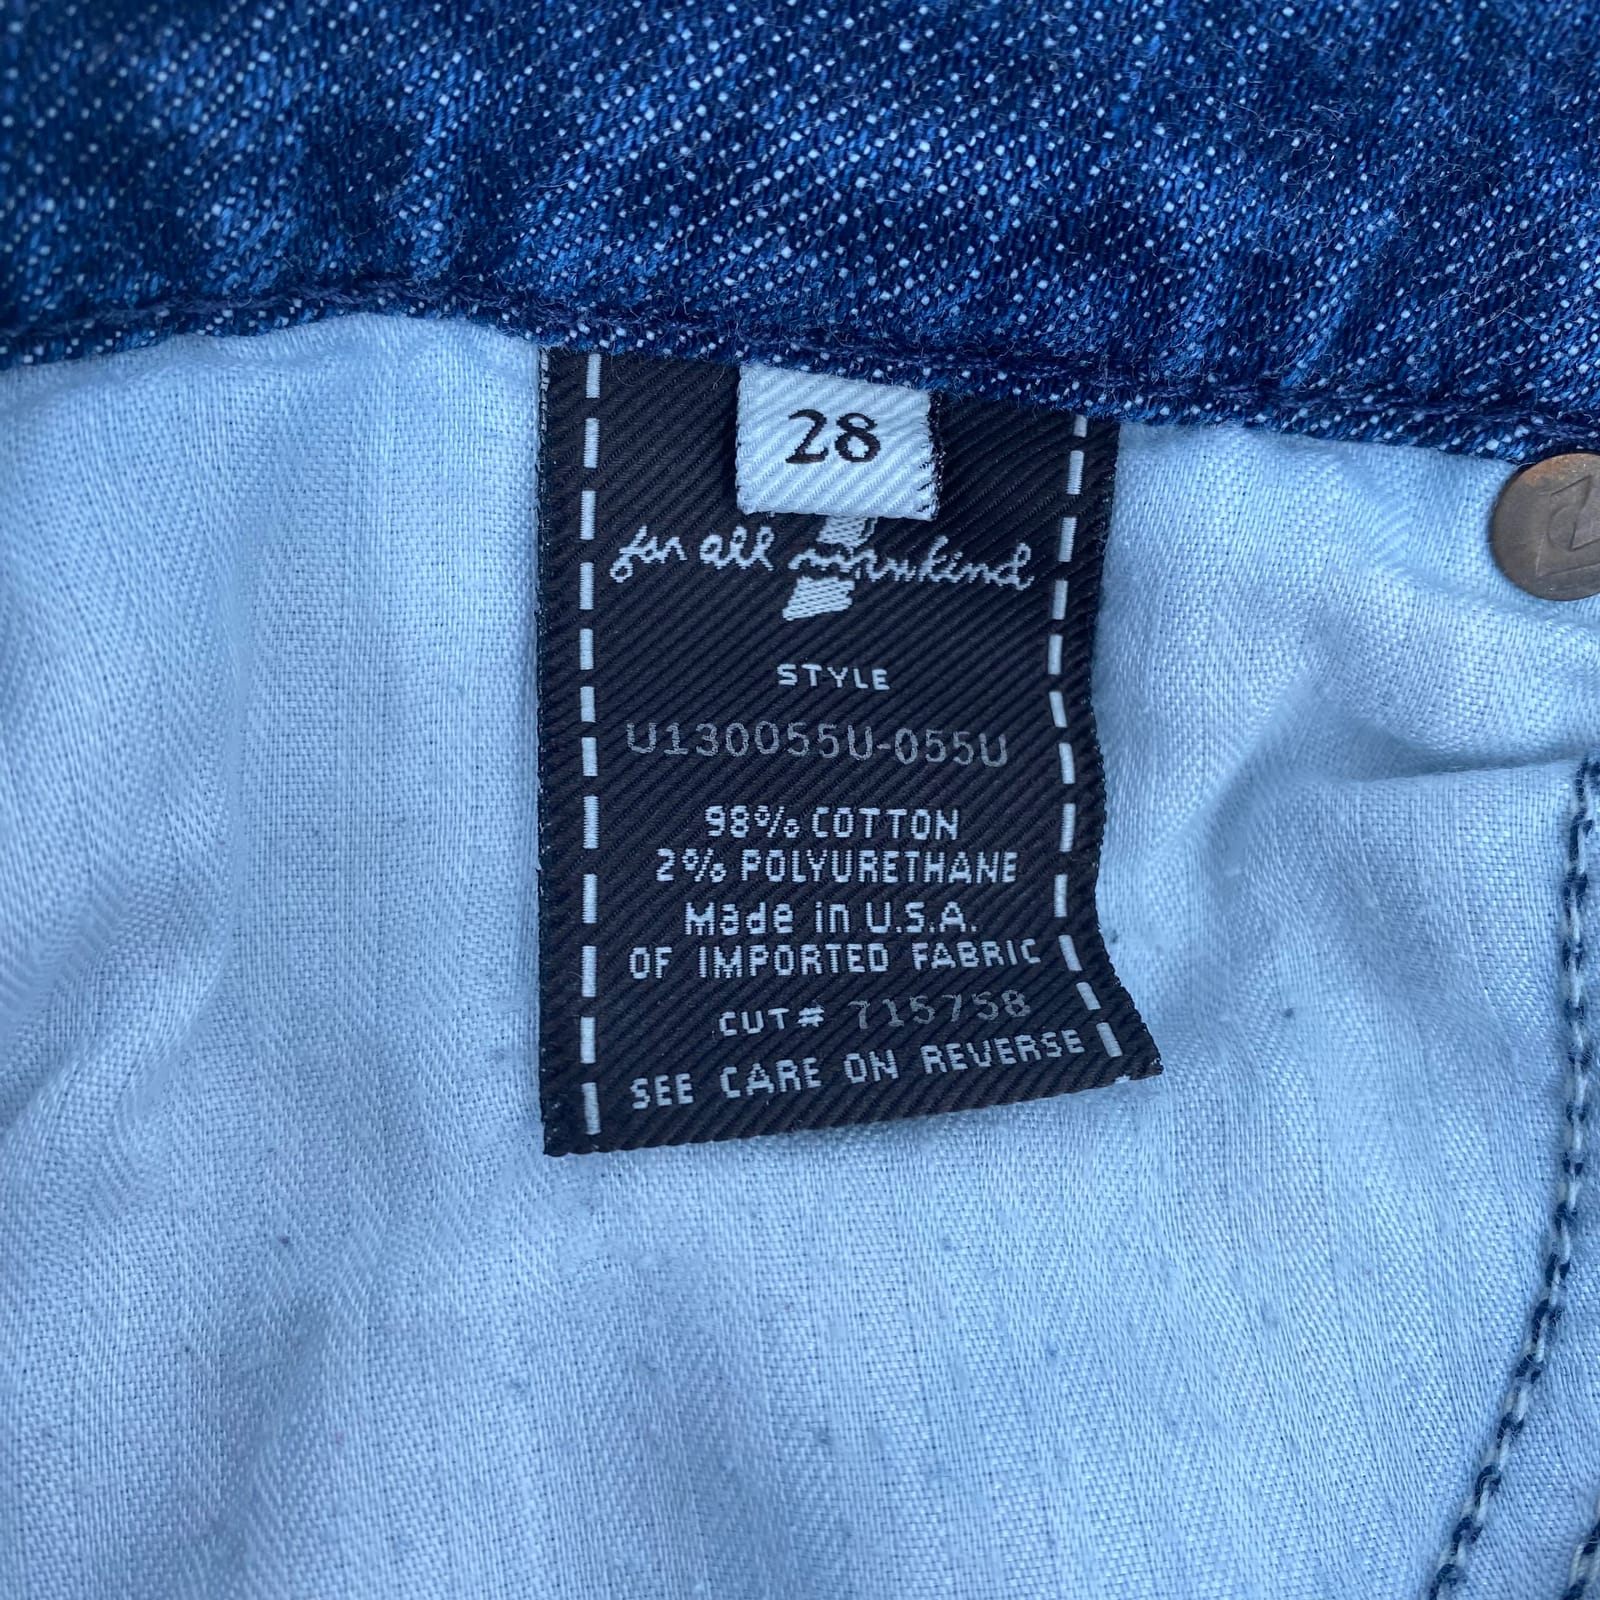 28
for all mankind
STYLE
U130055U-055U
98% COTTON
2% POLYURETHANE
Made in U.S.A.
OF IMPORTED FABRIC
CUT# 715758
SEE CARE ON REVERSE